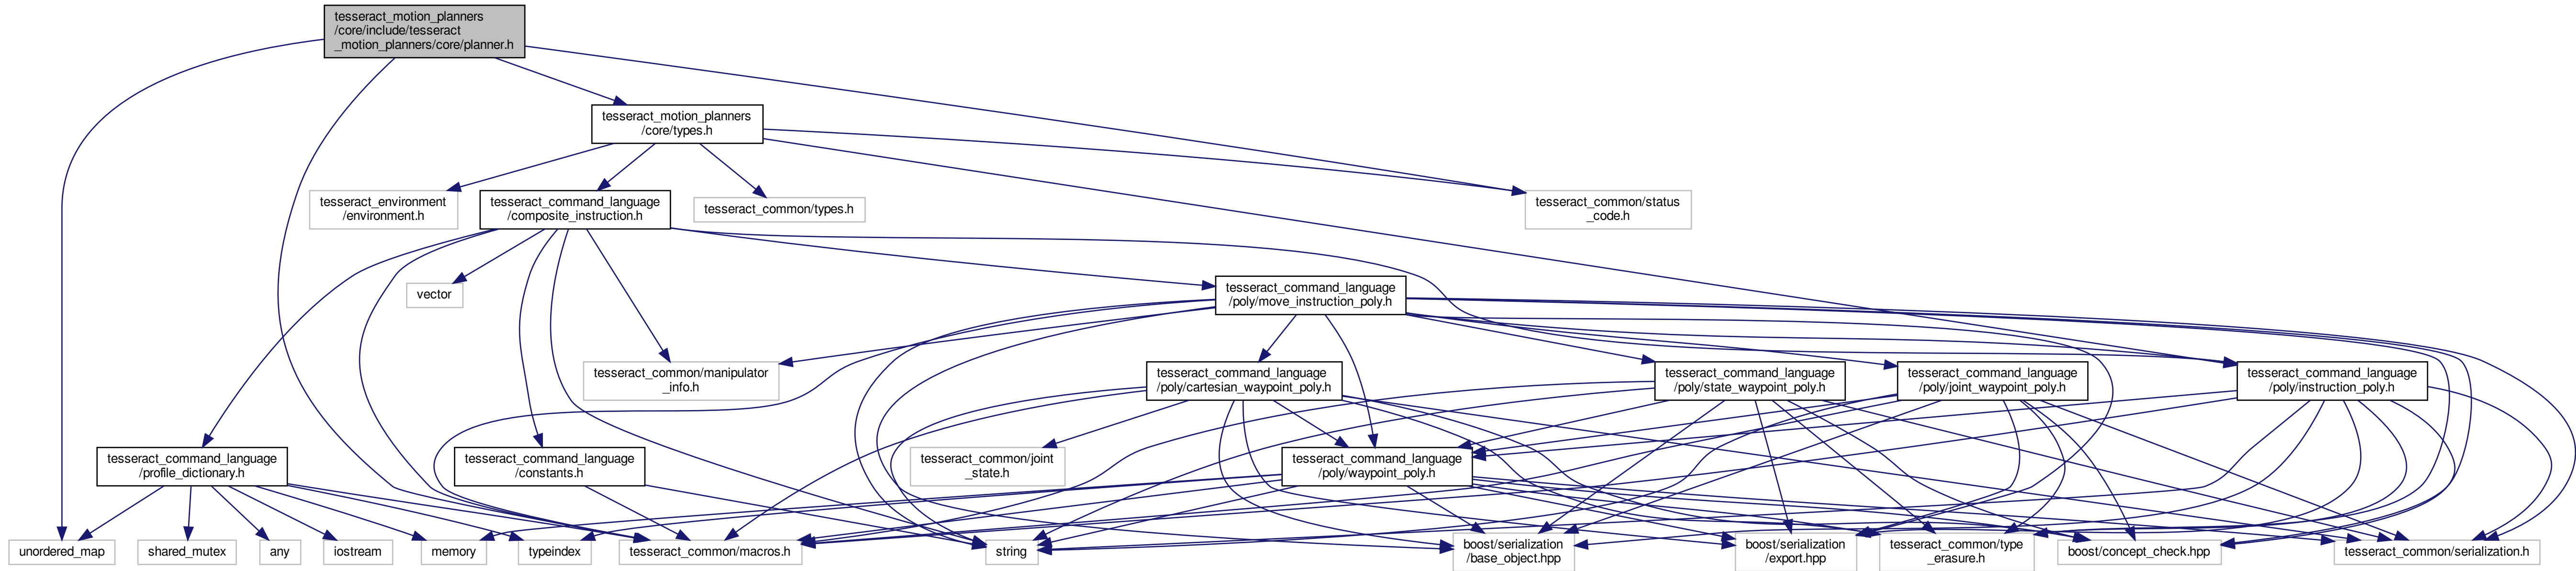 tesseract_motion_planners
/core/include/tesseract
_motion_planners/core/planner.h
tesseract_motion_planners
/core/types.h
tesseract_environment
/environment.h
tesseract_command_language
/composite_instruction.h
tesseract_common/types.h
tesseract_common/status
_code.h
vector
tesseract_command_language
/poly/move_instruction_poly.h
tesseract_common/manipulator
_info.h
tesseract_command_language
/poly/cartesian_waypoint_poly.h
tesseract_command_language
/poly/state_waypoint_poly.h
tesseract_command_language
/poly/joint_waypoint_poly.h
tesseract_command_language
/poly/instruction_poly.h
tesseract_command_language
/profile_dictionary.h
tesseract_command_language
/constants.h
tesseract_common/joint
_state.h
tesseract_command_language
/poly/waypoint_poly.h
unordered_map
shared_mutex
any
iostream
memory
typeindex
tesseract_common/macros.h
string
boost/serialization
/base_object.hpp
boost/serialization
/export.hpp
tesseract_common/type
_erasure.h
boost/concept_check.hpp
tesseract_common/serialization.h